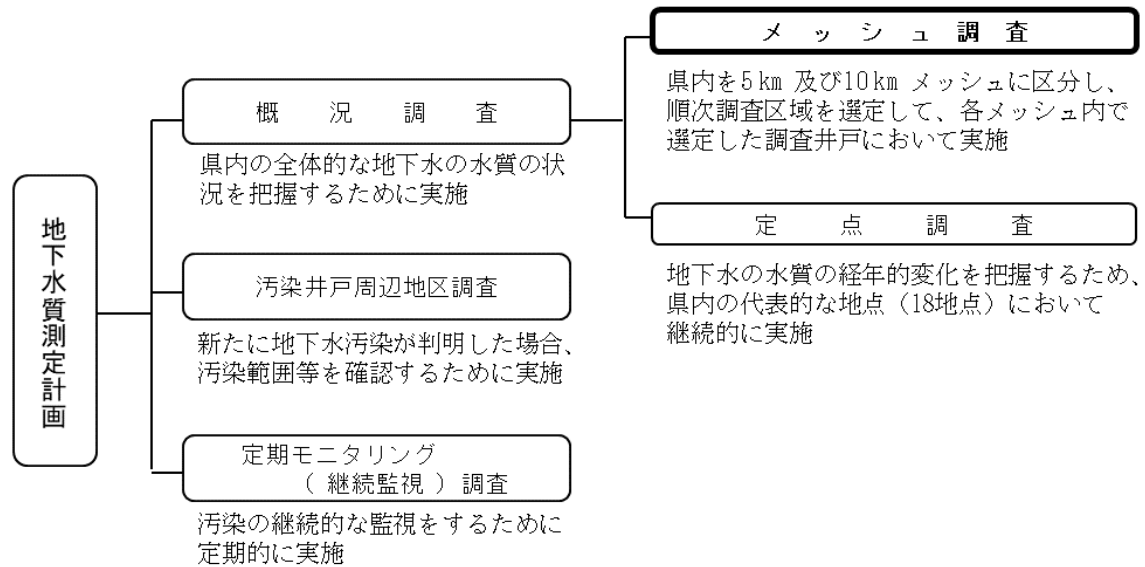 地下水質測定計画
概況調査
県内の全体的な地下水の水質の状
況を把握するために実施
メッシュ調査
県内を5km 及び10km メッシュに区分し、
順次調査区域を選定して、各メッシュ内で
選定した調査井戸において実施
定点調査
地下水の水質の経年的変化を把握するため、
県内の代表的な地点（18地点）において
継続的に実施
汚染井戸周辺地区調査
新たに地下水汚染が判明した場合、
汚染範囲等を確認するために実施
定期モニタリング
（ 継続監視 ） 調査
汚染の継続的な監視をするために
定期的に実施